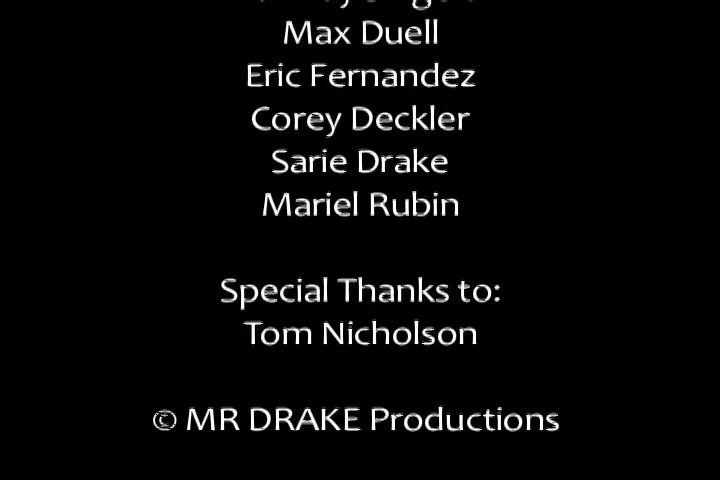 Max Duell
Eric Fernandez
Corey Deckler
Sarie Drake
Mariel Rubin
Special Thanks to:
Tom Nicholson
© MR DRAKE Productions